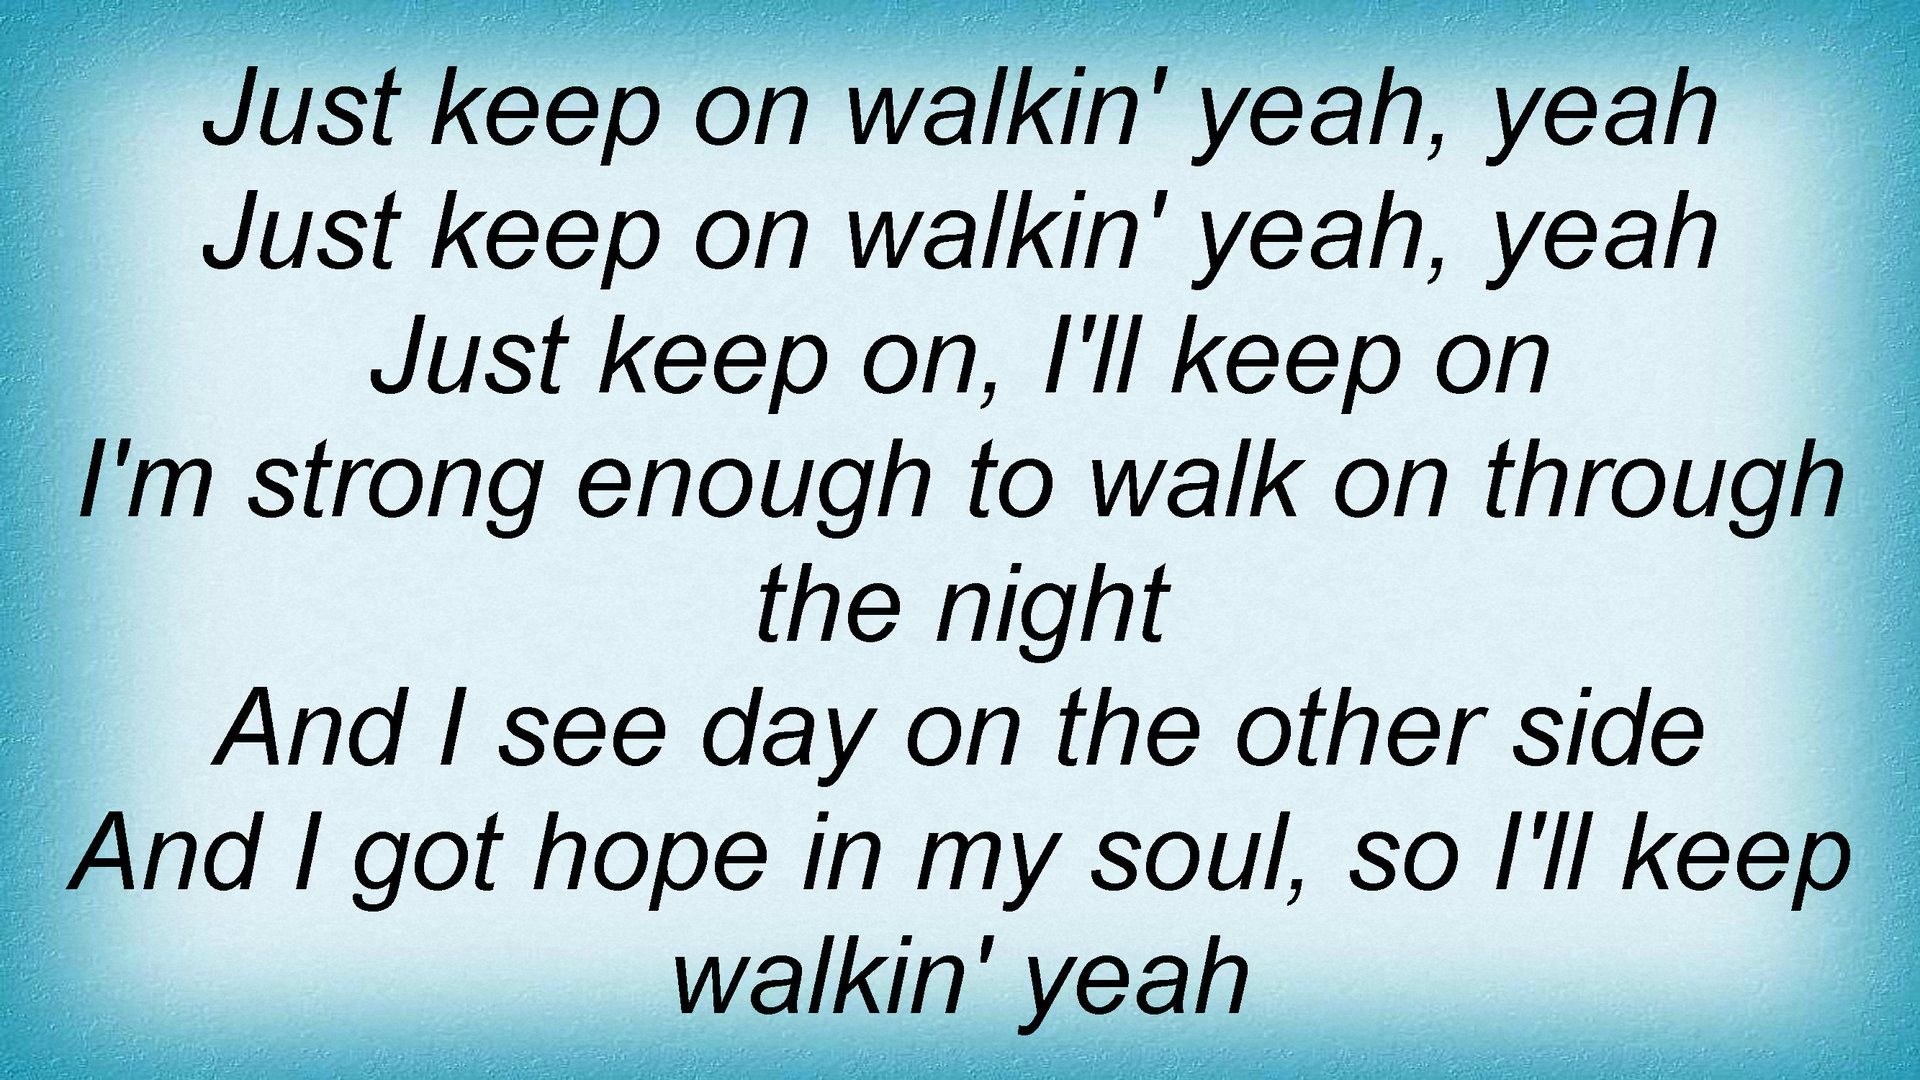 Just keep on walkin' yeah, yeah
Just keep on walkin' yeah, yeah
Just keep on, I'll keep on
I'm strong enough to walk on through
the night
And I see day on the other side
And I got hope in my soul, so I'll keep
walkin' yeah